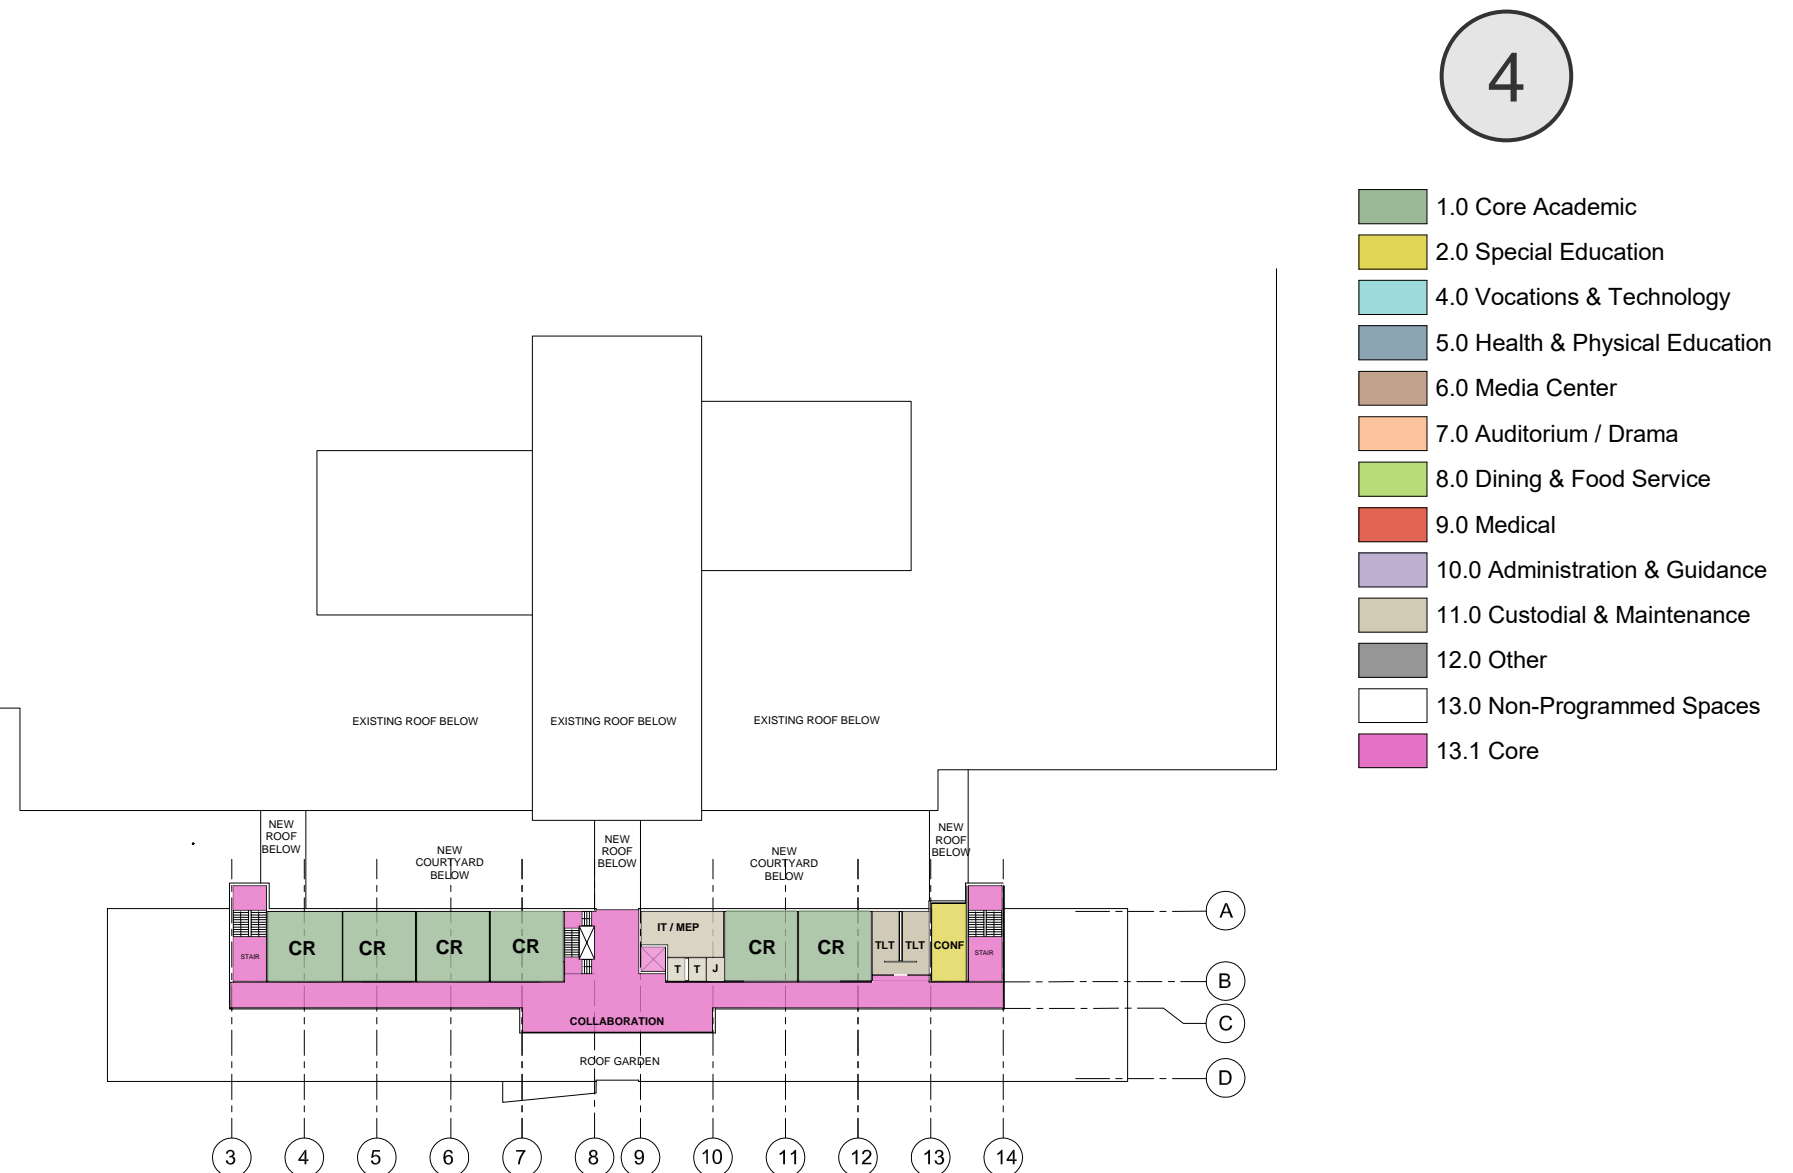 4
1.0 Core Academic
2.0 Special Education
4.0 Vocations & Technology
5.0 Health & Physical Education
6.0 Media Center
7.0 Auditorium / Drama
8.0 Dining & Food Service
9.0 Medical
10.0 Administration & Guidance
11.0 Custodial & Maintenance
12.0 Other
13.0 Non-Programmed Spaces
13.1 Core
EXISTING ROOF BELOW
EXISTING ROOF BELOW
EXISTING ROOF BELOW
NEW
ROOF
BELOW
NEW
COURTYARD
BELOW
NEW
ROOF
BELOW
NEW
COURTYARD
BELOW
NEW
ROOF
BELOW
STAIR
CR
CR
CR
CR
IT / MEP
T
T
J
CR
CR
TLT
TLT
CONF
STAIR
COLLABORATION
ROOF GARDEN
A
B
C
D
3
4
5
6
7
8
9
10
11
12
13
14